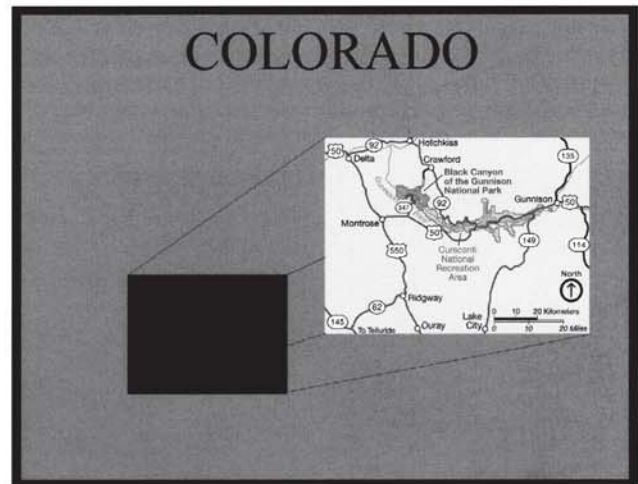 COLORADO
92
Hotchkiss
50
Delta
Crawford
135
Black Canyon
of the Gunnison
National Park
347
92
Gunnison
50
Montrose
50
Curecanti
National
Recreation
Area
149
550
114
North
Ridgway
62
0 10 20 Kilometers
0 10 20 Miles
145
To Telluride
Ouray
Lake
City